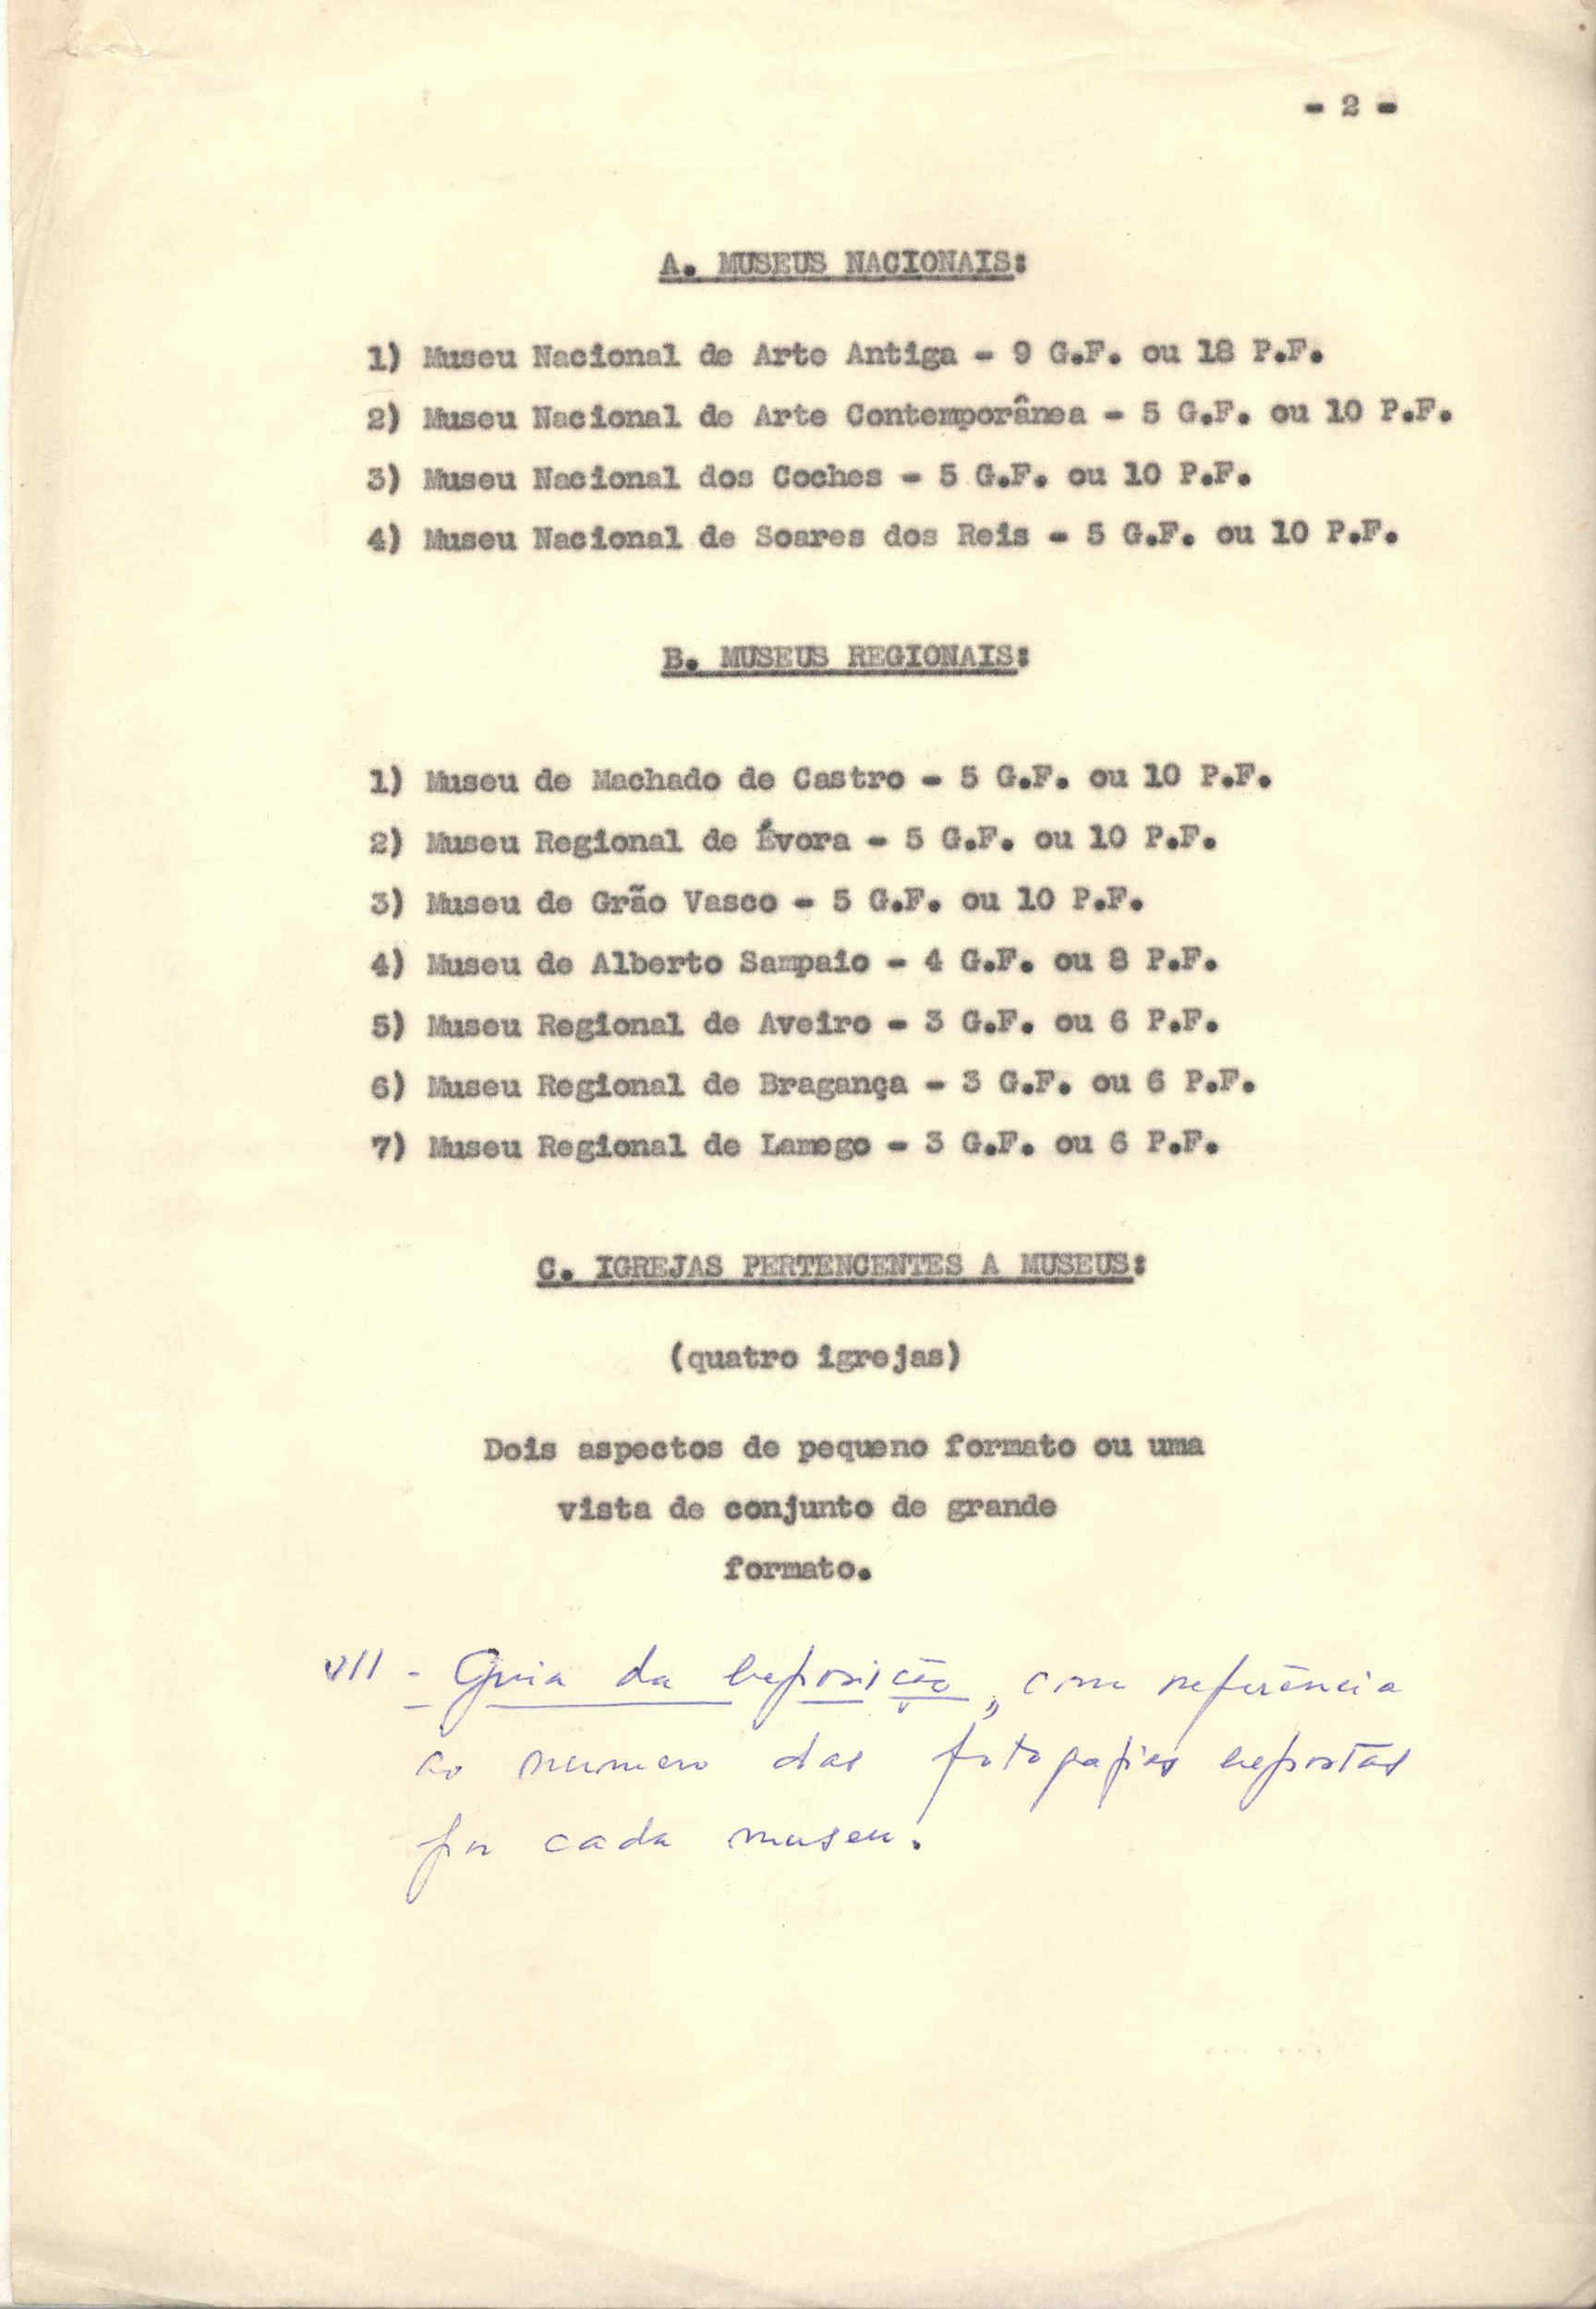 - 2 -
A. MUSEUS NACIONAIS:
1) Museu Nacional de Arte Antiga - 9 G.F. ou 18 P.F.
2) Museu Nacional de Arte Contemporânea - 5 G.F. ou 10 P.F.
3) Museu Nacional dos Coches - 5 G.F. ou 10 P.F.
4) Museu Nacional de Soares dos Reis - 5 G.F. ou 10 P.F.
B. MUSEUS REGIONAIS:
1) Museu de Machado de Castro - 5 G.F. ou 10 P.F.
2) Museu Regional de Évora - 5 G.F. ou 10 P.F.
3) Museu de Grão Vasco - 5 G.F. ou 10 P.F.
4) Museu de Alberto Sampaio - 4 G.F. ou 8 P.F.
5) Museu Regional de Aveiro - 3 G.F. ou 6 P.F.
6) Museu Regional de Bragança - 3 G.F. ou 6 P.F.
7) Museu Regional de Lamego - 3 G.F. ou 6 P.F.
C. IGREJAS PERTENCENTES A MUSEUS:
(quatro igrejas)
Dois aspectos de pequeno formato ou uma
vista de conjunto de grande
formato.
VII - Guia da Exposição, com referência
ao numero das fotografias expostas
por cada museu.